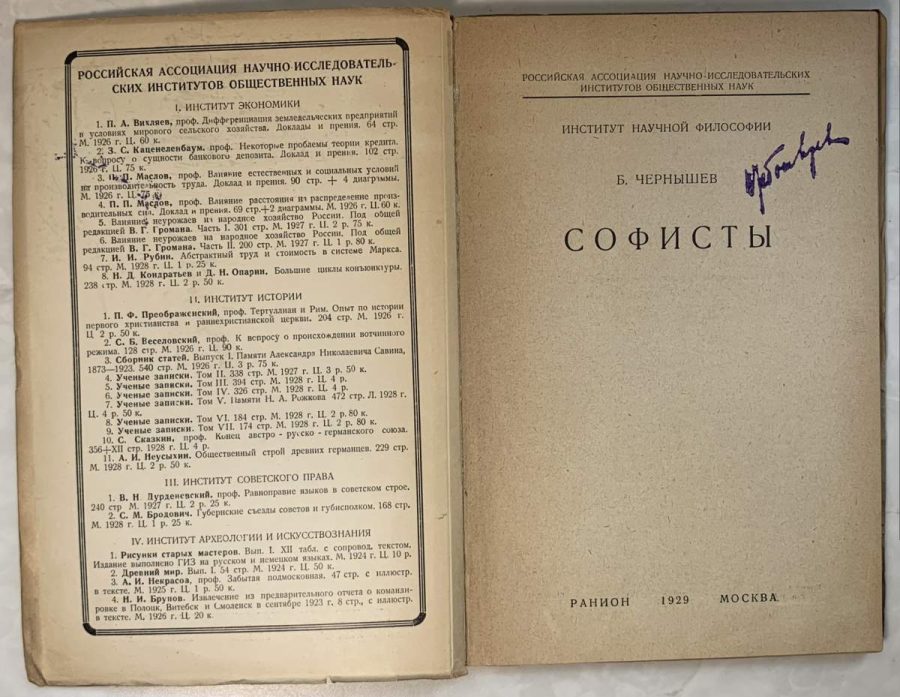 РОССИЙСКАЯ АССОЦИАЦИЯ НАУЧНО-ИССЛЕДОВАТЕЛЬ-
СКИХ ИНСТИТУТОВ ОБЩЕСТВЕННЫХ НАУК
I. ИНСТИТУТ ЭКОНОМИКИ
1. П. А. Вихляев, проф. Дифференциация земледельческих предприятий
в условиях мирового сельского хозяйства. Доклады и прения. 64 стр.
М. 1926 г. Ц. 60 к.
2. З. С. Каценеленбаум, проф. Некоторые проблемы теории кредита.
К вопросу о сущности банкового депозита. Доклад и прения. 102 стр.
1926 г. Ц. 75 к.
3. П. П. Маслов, проф. Влияние естественных и социальных условий
на производительность труда. Доклад и прения. 90 стр. + 4 диаграммы.
М. 1926 г. Ц. 75 к.
4. П. П. Маслов, проф. Влияние расстояния на распределение произ-
водительных сил. Доклад и прения. 69 стр.+2 диаграммы. М. 1926 г. Ц. 60 к.
5. Влияние неурожаев на народное хозяйство России. Под общей
редакцией В. Г. Громана. Часть I. 301 стр. М. 1927 г. Ц. 2 р. 75 к.
6. Влияние неурожаев на народное хозяйство России. Под общей
редакцией В. Г. Громана. Часть II. 200 стр. М. 1927 г. Ц. 1 р. 80 к.
7. И. И. Рубин. Абстрактный труд и стоимость в системе Маркса.
94 стр. М. 1928 г. Ц. 1 р. 25 к.
8. Н. Д. Кондратьев и Д. Н. Опарин. Большие циклы конъюнктуры.
238 стр. М. 1928 г. Ц. 2 р. 50 к.
II. ИНСТИТУТ ИСТОРИИ
1. П. Ф. Преображенский, проф. Тертуллиан и Рим. Опыт по истории
первого христианства и раннехристианской церкви. 204 стр. М. 1926 г.
Ц 2 р. 50 к.
2. С. Б. Веселовский, проф. К вопросу о происхождении вотчинного
режима. 128 стр. М. 1926 г. Ц. 90 к.
3. Сборник статей. Выпуск I. Памяти Александра Николаевича Савина,
1873—1923. 540 стр. М. 1926 г. Ц. 3 р. 75 к.
4. Ученые записки. Том II. 338 стр. М. 1927 г. Ц. 3 р. 50 к.
5. Ученые записки. Том III. 394 стр. М. 1928 г. Ц. 4 р.
6. Ученые записки. Том IV. 326 стр. М. 1928 г. Ц. 4 р.
7. Ученые записки. Том V. Памяти Н. А. Рожкова 472 стр. Л. 1928 г.
Ц. 4 р. 50 к.
8. Ученые записки. Том VI. 184 стр. М. 1928 г. Ц. 2 р. 80 к.
9. Ученые записки. Том VII. 174 стр. М. 1928 г. Ц. 2 р. 80 к.
10. С. Сказкин, проф. Конец австро-русско-германского союза.
356+XII стр. 1928 г. Ц. 4 р.
11. А. И. Неусыхин. Общественный строй древних германцев. 229 стр.
М. 1928 г. Ц. 2 р. 50 к.
III. ИНСТИТУТ СОВЕТСКОГО ПРАВА
1. В. Н. Дурденевский, проф. Равноправие языков в советском строе.
240 стр М. 1927 г. Ц. 2 р. 25 к.
2. С. М. Бродович. Губернские съезды советов и губисполком. 168 стр.
М. 1928 г. Ц. 1 р. 25 к.
IV. ИНСТИТУТ АРХЕОЛОГИИ И ИСКУССТВОЗНАНИЯ
1. Рисунки старых мастеров. Вып. I. XII табл. с сопровод. текстом.
Издание выполнено ГИЗ на русском и немецком языках. М. 1924 г. Ц. 10 р.
2. Древний мир. Вып. I. 54 стр. М. 1924 г. Ц. 50 к.
3. А. И. Некрасов, проф. Забытая подмосковная, 47 стр. с иллюстр.
в тексте. М. 1925 г. Ц. 1 р. 50 к.
4. Н. И. Брунов. Извлечение из предварительного отчета о команди-
ровке в Полоцк, Витебск и Смоленск в сентябре 1923 г. 8 стр., с иллюстр.
в тексте. М. 1926 г. Ц. 20 к.
РОССИЙСКАЯ АССОЦИАЦИЯ НАУЧНО-ИССЛЕДОВАТЕЛЬСКИХ
ИНСТИТУТОВ ОБЩЕСТВЕННЫХ НАУК
ИНСТИТУТ НАУЧНОЙ ФИЛОСОФИИ
Б. ЧЕРНЫШЕВ
СОФИСТЫ
РАНИОН 1929 МОСКВА